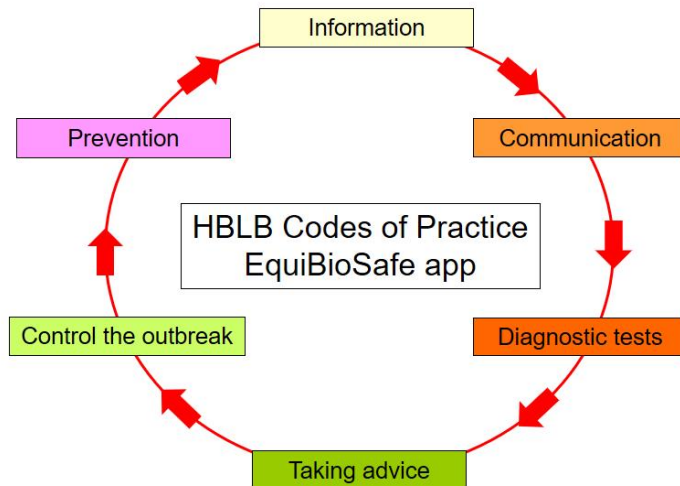 Information
Communication
Diagnostic tests
Taking advice
Control the outbreak
Prevention
HBLB Codes of Practice
EquiBioSafe app